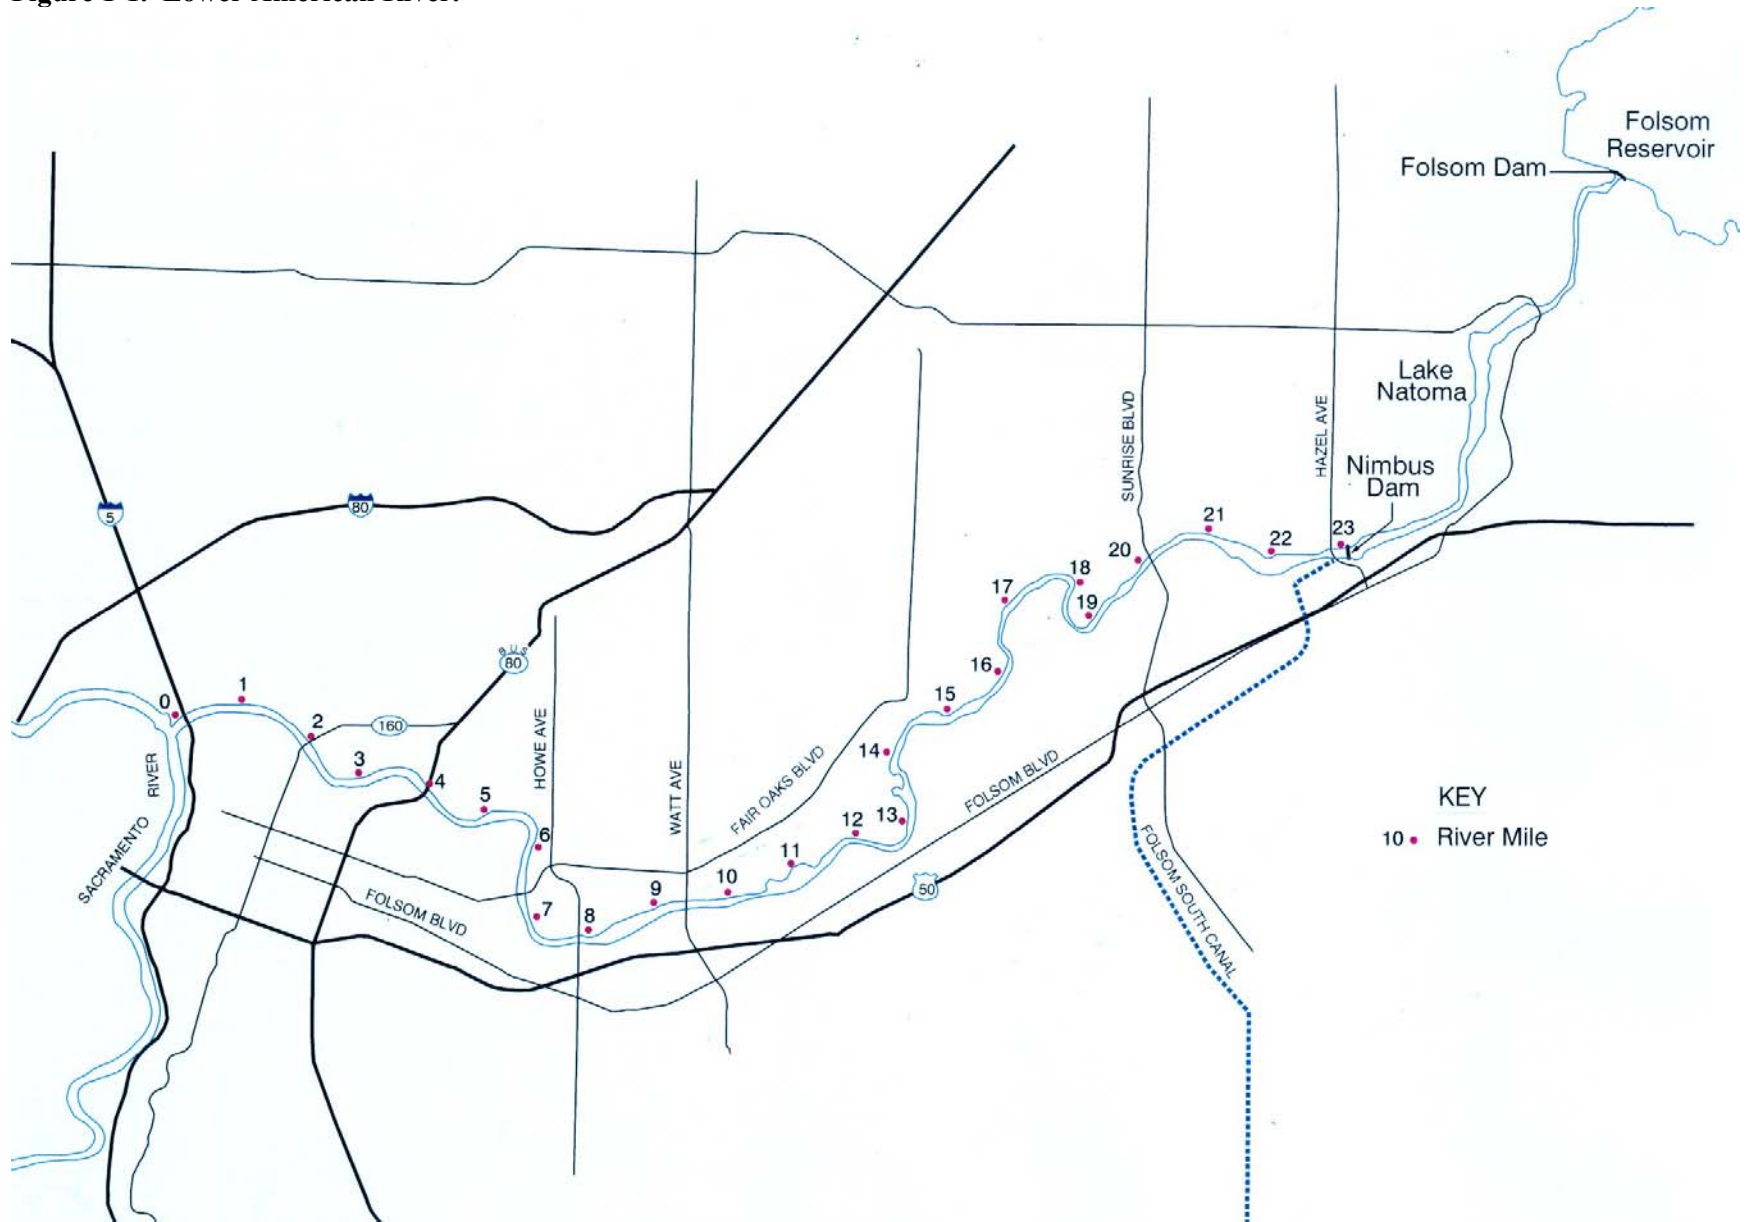 Figure 1-1. Lower American River.
Folsom
Reservoir
Folsom Dam
Lake
Natoma
Nimbus
Dam
SUNRISE BLVD
HAZEL AVE
5
80
BUS
80
160
50
0
1
2
3
4
5
6
7
8
9
10
11
12
13
14
15
16
17
18
19
20
21
22
23
HOWE AVE
WATT AVE
FAIR OAKS BLVD
FOLSOM BLVD
FOLSOM BLVD
SACRAMENTO
RIVER
FOLSOM SOUTH CANAL
KEY
10 River Mile